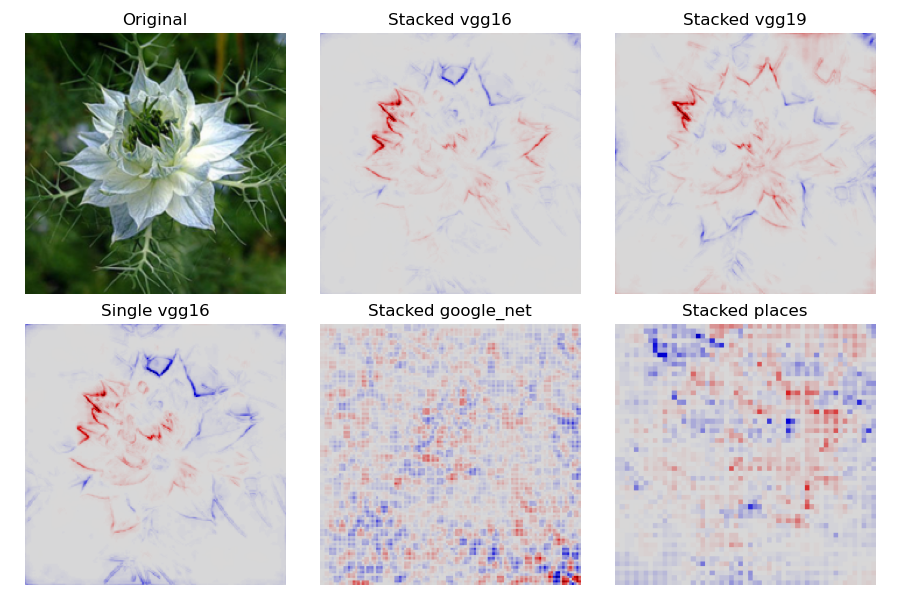 Original
Stacked vgg16
Stacked vgg19
Single vgg16
Stacked google_net
Stacked places